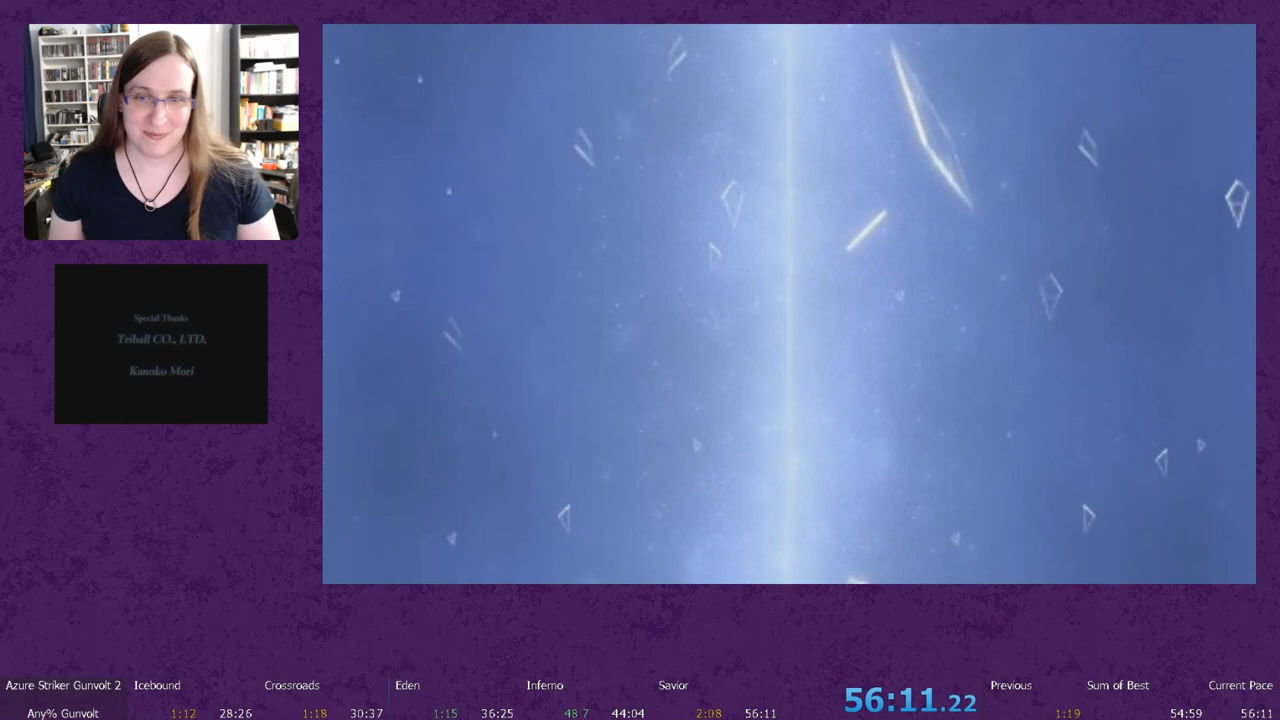 Special Thanks
Triball CO., LTD.
Kanoko Mori
Azure Striker Gunvolt 2 Icebound Crossroads Eden Inferno Savior 56:11.22 Previous Sum of Best Current Pace
Any% Gunvolt 1:12 28:26 1:18 30:37 1:15 36:25 48.7 44:04 2:08 56:11 1:19 54:59 56:11